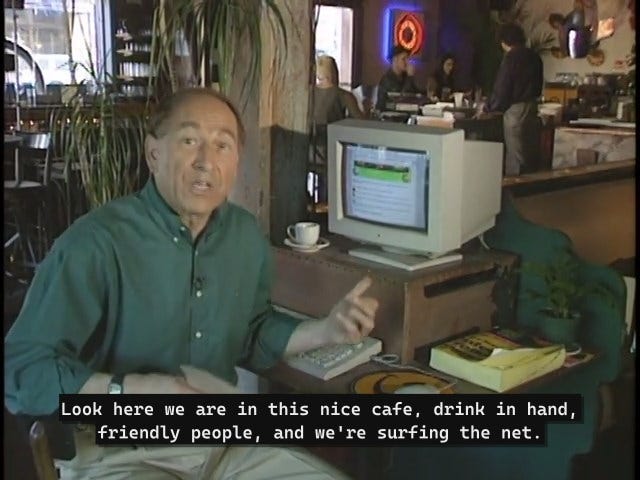 Look here we are in this nice cafe, drink in hand,
friendly people, and we're surfing the net.